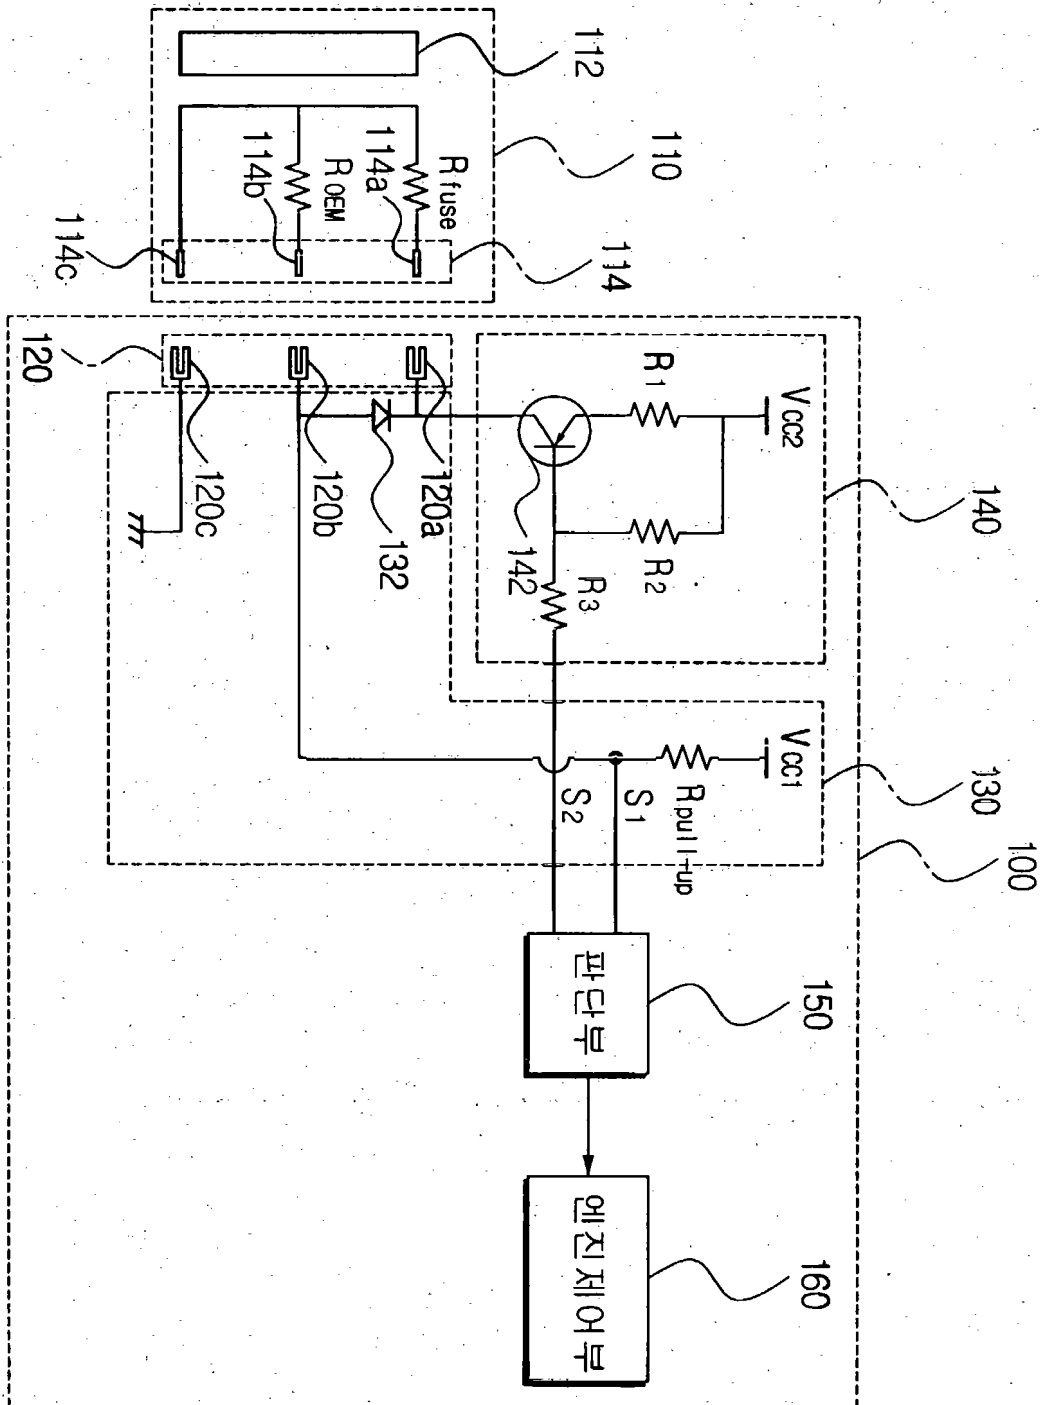 112
110
R fuse
114a
R OEM
114b
114
114c
100
140
VCC2
R1
R2
R3
142
120
120a
120b
120c
132
130
VCC1
Rpull-up
S1
S2
150
판단부
160
엔진제어부